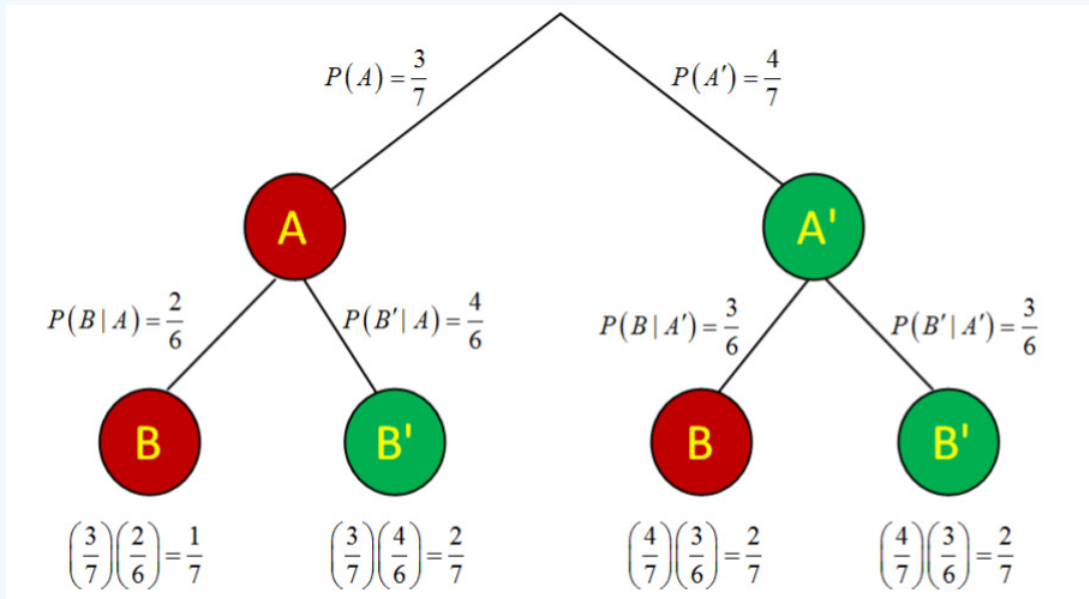 P(A) = 3/7 P(A') = 4/7
A A'
P(B|A) = 2/6 P(B'|A) = 4/6 P(B|A') = 3/6 P(B'|A') = 3/6
B B' B B'
(3/7)(2/6) = 1/7 (3/7)(4/6) = 2/7 (4/7)(3/6) = 2/7 (4/7)(3/6) = 2/7